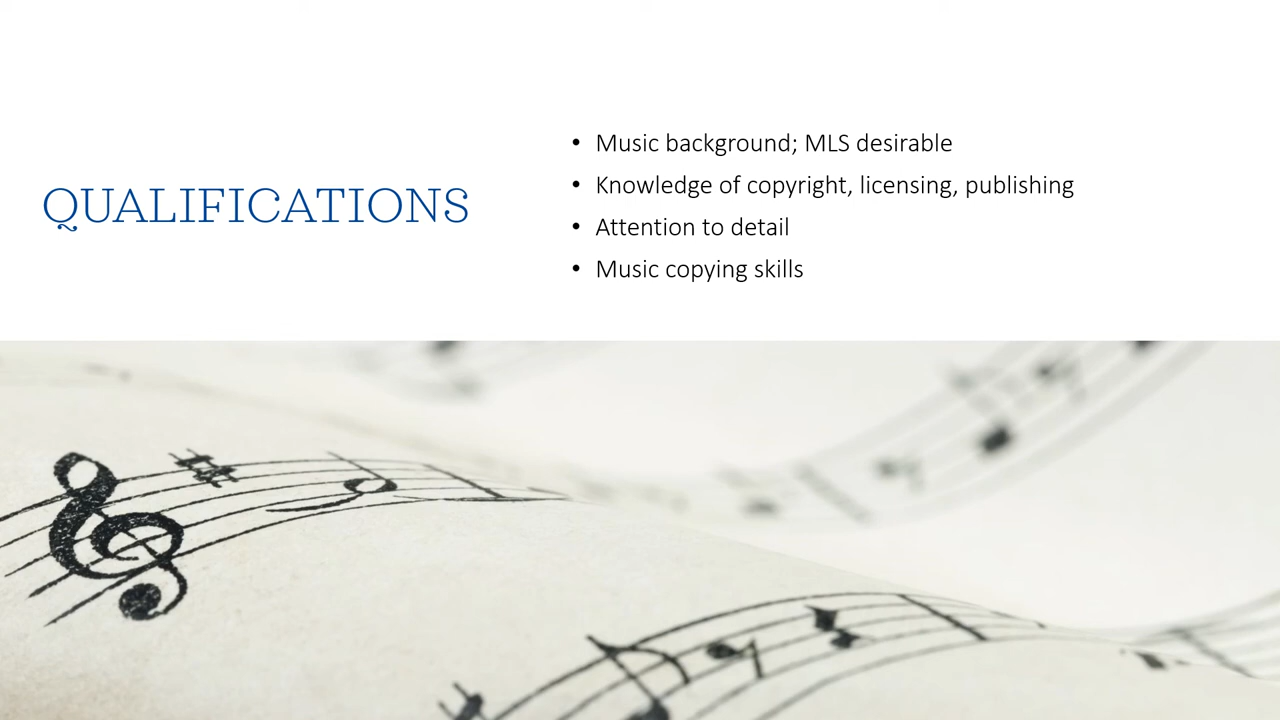 QUALIFICATIONS
• Music background; MLS desirable
• Knowledge of copyright, licensing, publishing
• Attention to detail
• Music copying skills